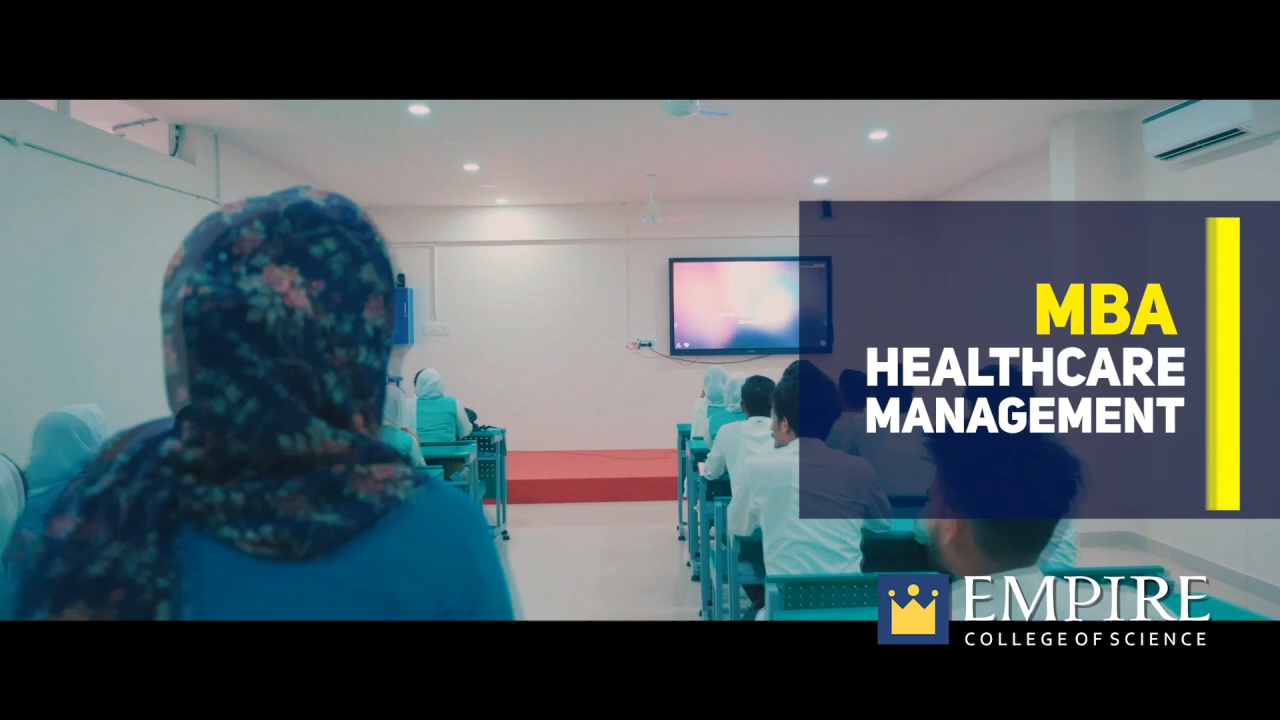 MBA
HEALTHCARE
MANAGEMENT
EMPIRE
COLLEGE OF SCIENCE